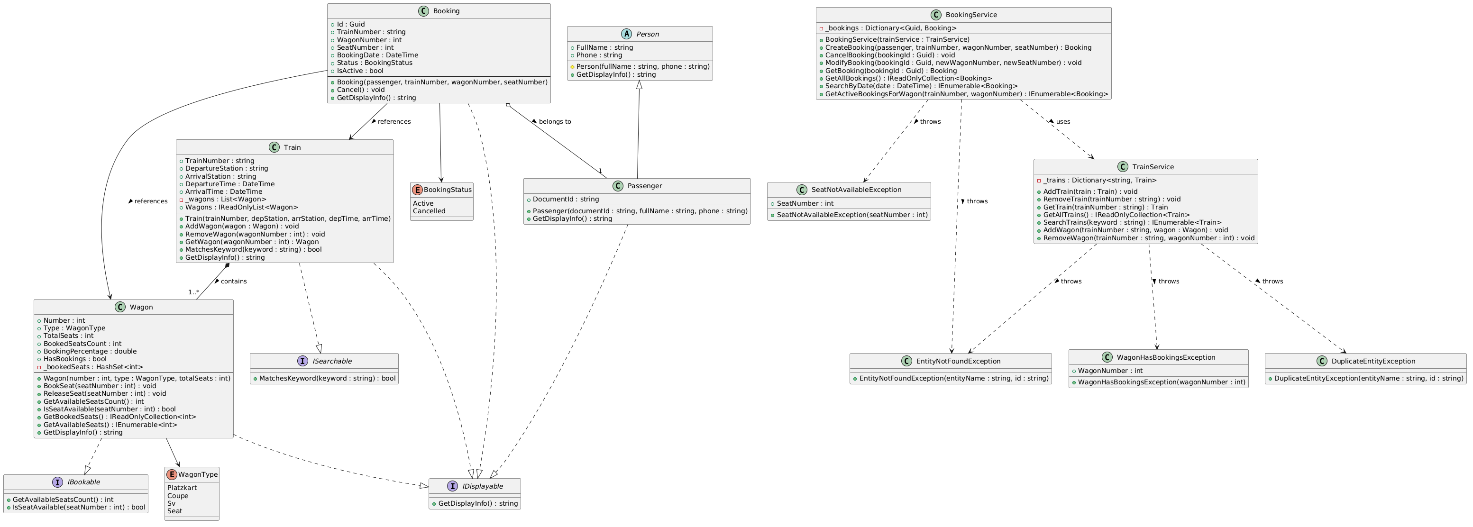 Booking
Id : Guid
TrainNumber : string
WagonNumber : int
SeatNumber : int
BookingDate : DateTime
Status : BookingStatus
IsActive : bool
Booking(passenger, trainNumber, wagonNumber, seatNumber)
Cancel() : void
GetDisplayInfo() : string
Person
FullName : string
Phone : string
Person(fullName : string, phone : string)
GetDisplayInfo() : string
BookingService
_bookings : Dictionary<Guid, Booking>
BookingService(trainService : TrainService)
CreateBooking(passenger, trainNumber, wagonNumber, seatNumber) : Booking
CancelBooking(bookingId : Guid) : void
ModifyBooking(bookingId : Guid, newWagonNumber, newSeatNumber) : void
GetBooking(bookingId : Guid) : Booking
GetAllBookings() : IReadOnlyCollection<Booking>
SearchByDate(date : DateTime) : IEnumerable<Booking>
GetActiveBookingsForWagon(trainNumber, wagonNumber) : IEnumerable<Booking>
references
belongs to
throws
uses
Train
TrainNumber : string
DepartureStation : string
ArrivalStation : string
DepartureTime : DateTime
ArrivalTime : DateTime
_wagons : List<Wagon>
Wagons : IReadOnlyList<Wagon>
Train(trainNumber, depStation, arrStation, depTime, arrTime)
AddWagon(wagon : Wagon) : void
RemoveWagon(wagonNumber : int) : void
GetWagon(wagonNumber : int) : Wagon
MatchesKeyword(keyword : string) : bool
GetDisplayInfo() : string
BookingStatus
Active
Cancelled
1
Passenger
DocumentId : string
Passenger(documentId : string, fullName : string, phone : string)
GetDisplayInfo() : string
SeatNotAvailableException
SeatNumber : int
SeatNotAvailableException(seatNumber : int)
TrainService
_trains : Dictionary<string, Train>
AddTrain(train : Train) : void
RemoveTrain(trainNumber : string) : void
GetTrain(trainNumber : string) : Train
GetAllTrains() : IReadOnlyCollection<Train>
SearchTrains(keyword : string) : IEnumerable<Train>
AddWagon(trainNumber : string, wagon : Wagon) : void
RemoveWagon(trainNumber : string, wagonNumber : int) : void
references
throws
contains
1..*
throws
throws
throws
Wagon
Number : int
Type : WagonType
TotalSeats : int
BookedSeatsCount : int
BookingPercentage : double
HasBookings : bool
_bookedSeats : HashSet<int>
Wagon(number : int, type : WagonType, totalSeats : int)
BookSeat(seatNumber : int) : void
ReleaseSeat(seatNumber : int) : void
GetAvailableSeatsCount() : int
IsSeatAvailable(seatNumber : int) : bool
GetBookedSeats() : IReadOnlyCollection<int>
GetAvailableSeats() : IEnumerable<int>
GetDisplayInfo() : string
ISearchable
MatchesKeyword(keyword : string) : bool
EntityNotFoundException
EntityNotFoundException(entityName : string, id : string)
WagonHasBookingsException
WagonNumber : int
WagonHasBookingsException(wagonNumber : int)
DuplicateEntityException
DuplicateEntityException(entityName : string, id : string)
IBookable
GetAvailableSeatsCount() : int
IsSeatAvailable(seatNumber : int) : bool
WagonType
Platzkart
Coupe
Sv
Seat
IDisplayable
GetDisplayInfo() : string